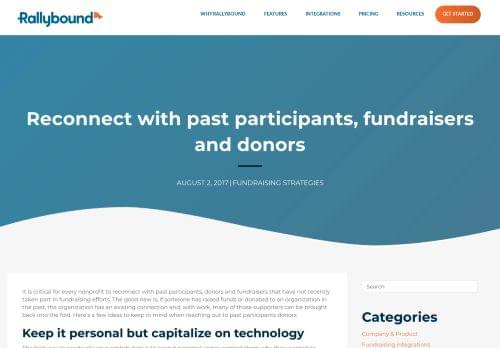 Rallybound
WHY RALLYBOUND
FEATURES
INTEGRATIONS
PRICING
RESOURCES
GET STARTED
Reconnect with past participants, fundraisers
and donors
AUGUST 2, 2017 | FUNDRAISING STRATEGIES
It is critical for every nonprofit to reconnect with past participants, donors and fundraisers that have not recently
taken part in fundraising efforts. The good new is, if someone has raised funds or donated to an organization in
the past, the organization has an existing connection and, with work, many of those supporters can be brought
back into the fold. Here's a few ideas to keep in mind when reaching out to past participants donors:
Keep it personal but capitalize on technology
Search
Categories
Company & Product
Fundraising Integrations